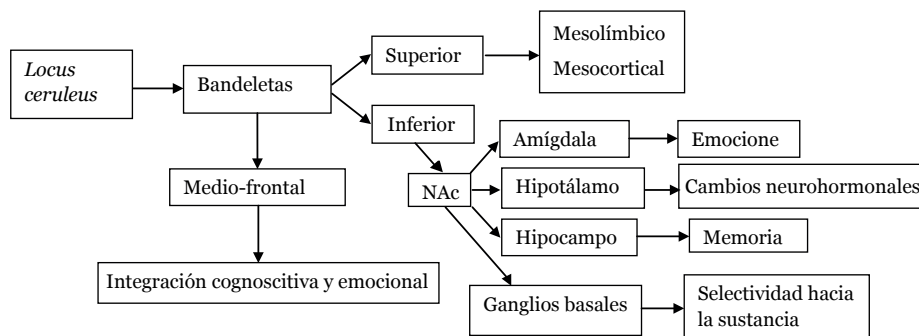 Locus
ceruleus
Bandeletas
Superior
Mesolímbico
Mesocortical
Inferior
Medio-frontal
Integración cognoscitiva y emocional
NAc
Amígdala
Emocione
Hipotálamo
Cambios neurohormonales
Hipocampo
Memoria
Ganglios basales
Selectividad hacia
la sustancia